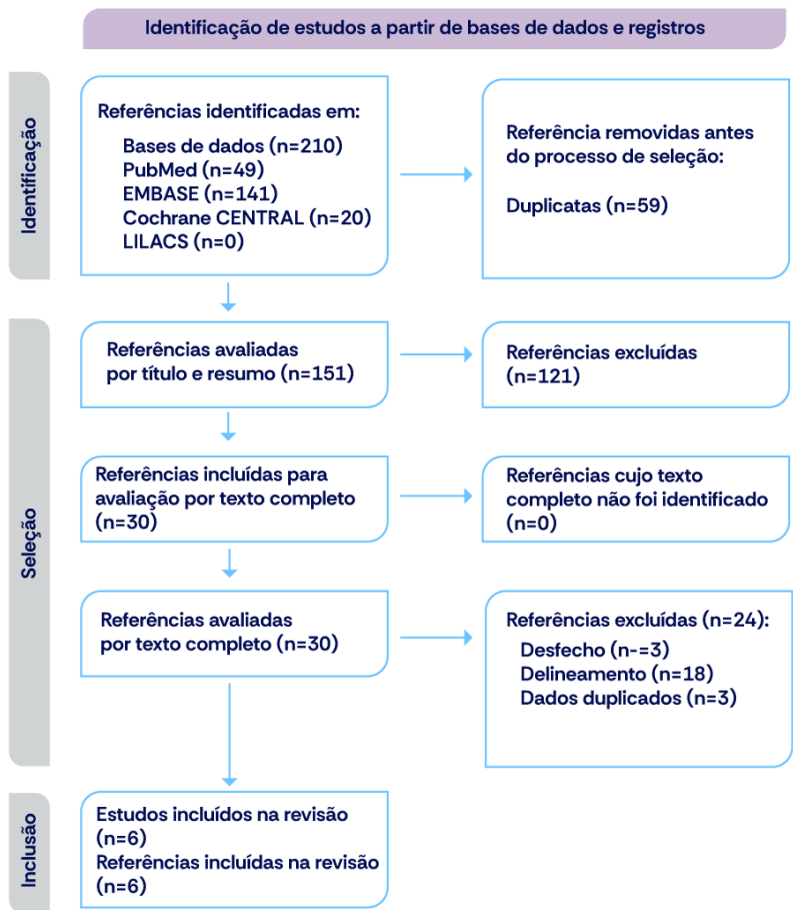 Identificação de estudos a partir de bases de dados e registros
Identificação
Referências identificadas em:
Bases de dados (n=210)
PubMed (n=49)
EMBASE (n=141)
Cochrane CENTRAL (n=20)
LILACS (n=0)
Referência removidas antes
do processo de seleção:
Duplicatas (n=59)
Seleção
Referências avaliadas
por título e resumo (n=151)
Referências excluídas
(n=121)
Referências incluídas para
avaliação por texto completo
(n=30)
Referências cujo texto
completo não foi identificado
(n=0)
Referências avaliadas
por texto completo (n=30)
Referências excluídas (n=24):
Desfecho (n-=3)
Delineamento (n=18)
Dados duplicados (n=3)
Inclusão
Estudos incluídos na revisão
(n=6)
Referências incluídas na revisão
(n=6)